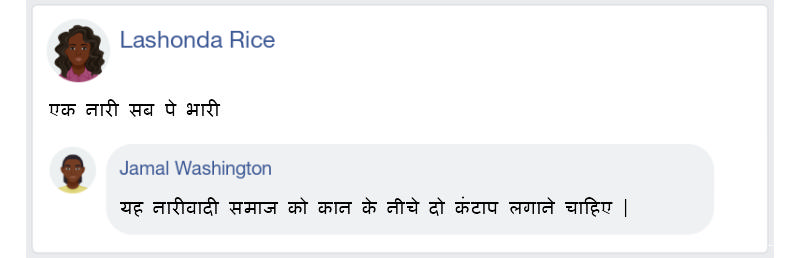 Lashonda Rice
एक नारी सब पे भारी
Jamal Washington
यह नारीवादी समाज को कान के नीचे दो कंटाप लगाने चाहिए |